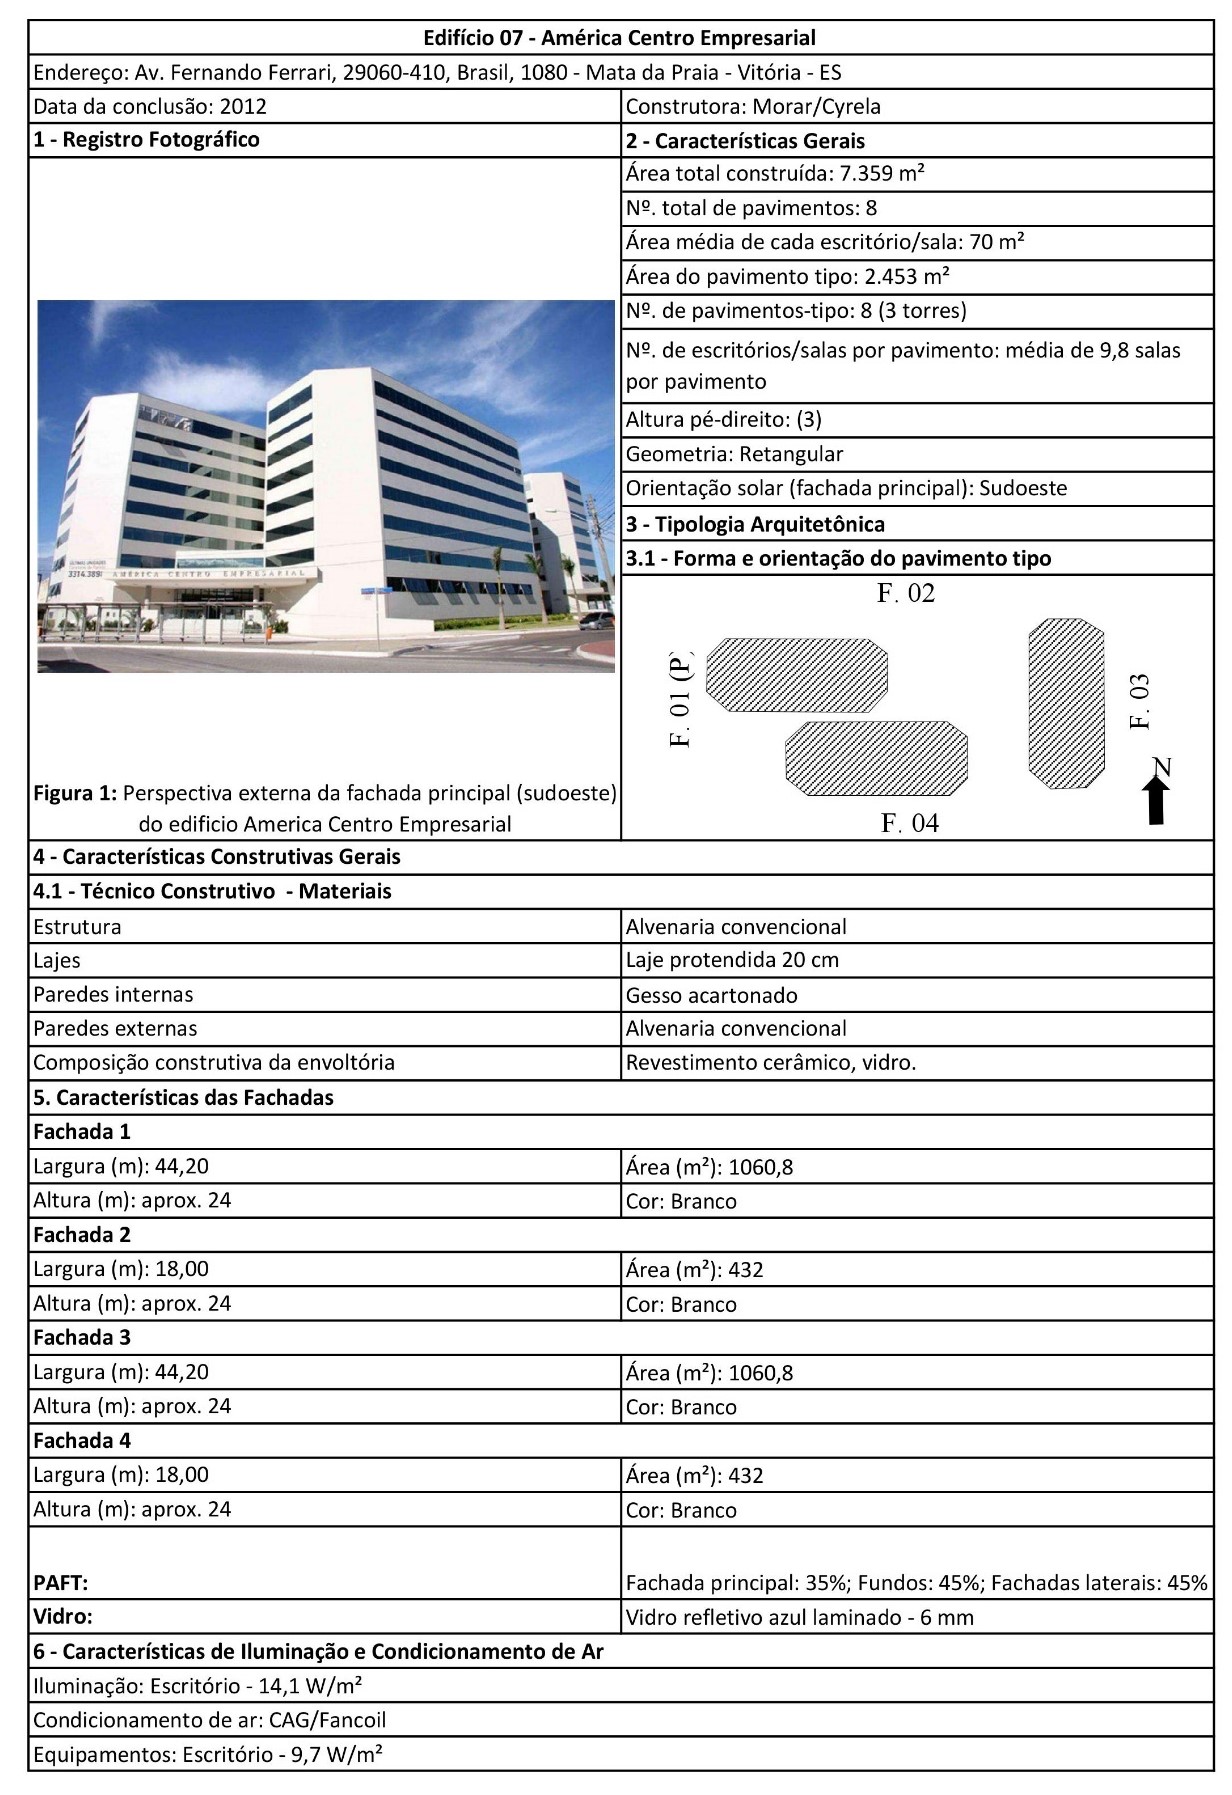 Edifício 07 - América Centro Empresarial
Endereço: Av. Fernando Ferrari, 29060-410, Brasil, 1080 - Mata da Praia - Vitória - ES
Data da conclusão: 2012
Construtora: Morar/Cyrela
1 - Registro Fotográfico
2 - Características Gerais
Área total construída: 7.359 m²
Nº. total de pavimentos: 8
Área média de cada escritório/sala: 70 m²
Área do pavimento tipo: 2.453 m²
Nº. de pavimentos-tipo: 8 (3 torres)
Nº. de escritórios/salas por pavimento: média de 9,8 salas
por pavimento
Altura pé-direito: (3)
Geometria: Retangular
Orientação solar (fachada principal): Sudoeste
3 - Tipologia Arquitetônica
3.1 - Forma e orientação do pavimento tipo
3314.3891
AMÉRICA CENTRO EMPRESARIAL
Figura 1: Perspectiva externa da fachada principal (sudoeste)
do edificio America Centro Empresarial
F. 02
F. 01 (P)
F. 03
N
F. 04
4 - Características Construtivas Gerais
4.1 - Técnico Construtivo - Materiais
Estrutura
Alvenaria convencional
Lajes
Laje protendida 20 cm
Paredes internas
Gesso acartonado
Paredes externas
Alvenaria convencional
Composição construtiva da envoltória
Revestimento cerâmico, vidro.
5. Características das Fachadas
Fachada 1
Largura (m): 44,20
Área (m²): 1060,8
Altura (m): aprox. 24
Cor: Branco
Fachada 2
Largura (m): 18,00
Área (m²): 432
Altura (m): aprox. 24
Cor: Branco
Fachada 3
Largura (m): 44,20
Área (m²): 1060,8
Altura (m): aprox. 24
Cor: Branco
Fachada 4
Largura (m): 18,00
Área (m²): 432
Altura (m): aprox. 24
Cor: Branco
PAFT:
Fachada principal: 35%; Fundos: 45%; Fachadas laterais: 45%
Vidro:
Vidro refletivo azul laminado - 6 mm
6 - Características de Iluminação e Condicionamento de Ar
Iluminação: Escritório - 14,1 W/m²
Condicionamento de ar: CAG/Fancoil
Equipamentos: Escritório - 9,7 W/m²